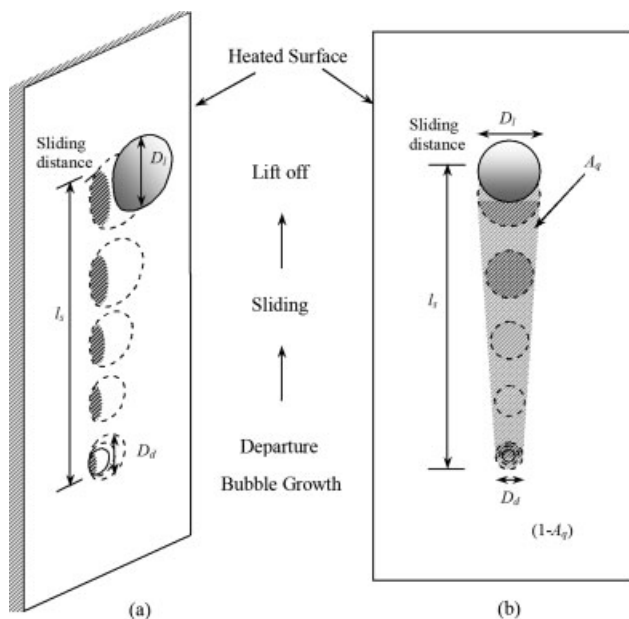 Heated Surface
Sliding
distance
D_l
l_s
D_d
Lift off
Sliding
Departure
Bubble Growth
Sliding
distance
D_l
A_q
l_s
D_d
(1-A_q)
(a)
(b)